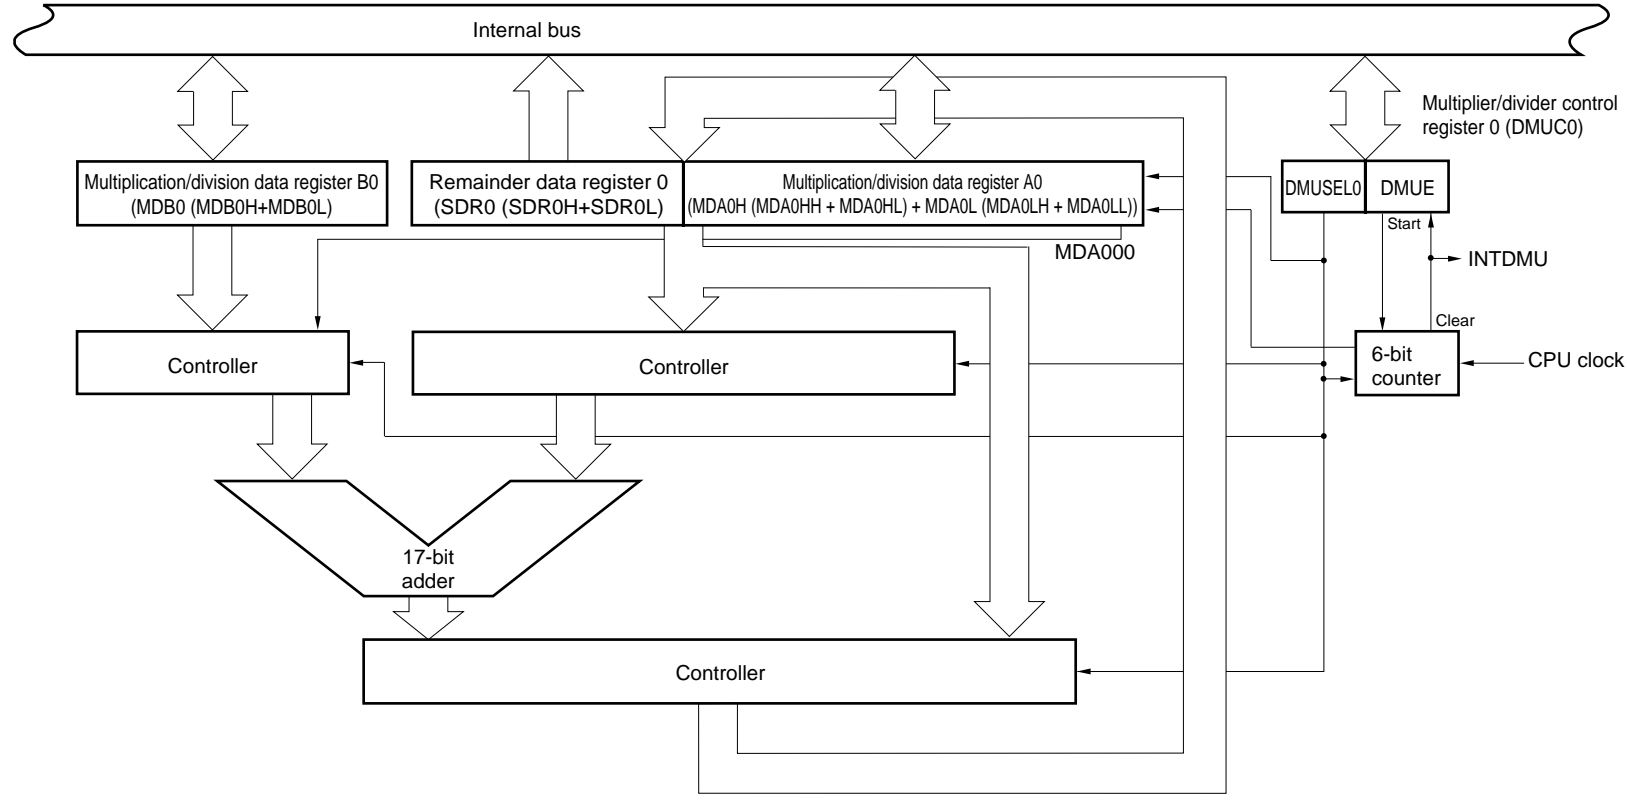 Internal bus
Multiplier/divider control
register 0 (DMUC0)
Multiplication/division data register B0
(MDB0 (MDB0H+MDB0L)
Remainder data register 0
(SDR0 (SDR0H+SDR0L)
Multiplication/division data register A0
(MDA0H (MDA0HH + MDA0HL) + MDA0L (MDA0LH + MDA0LL))
DMUSEL0
DMUE
Start
MDA000
INTDMU
Clear
Controller
Controller
6-bit
counter
CPU clock
17-bit
adder
Controller